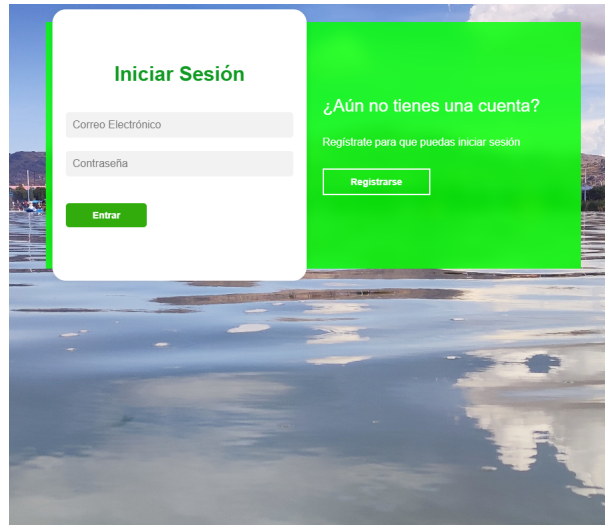 Iniciar Sesión
Correo Electrónico
Contraseña
Entrar
¿Aún no tienes una cuenta?
Regístrate para que puedas iniciar sesión
Registrarse